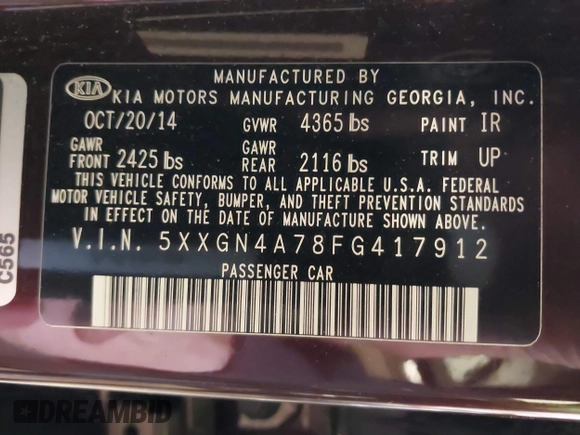 MANUFACTURED BY
KIA KIA MOTORS MANUFACTURING GEORGIA, INC.
OCT/20/14 GVWR 4365 lbs PAINT IR
GAWR FRONT 2425 lbs GAWR REAR 2116 lbs TRIM UP
THIS VEHICLE CONFORMS TO ALL APPLICABLE U.S.A. FEDERAL
MOTOR VEHICLE SAFETY, BUMPER, AND THEFT PREVENTION STANDARDS
IN EFFECT ON THE DATE OF MANUFACTURE SHOWN ABOVE.
V.I.N. 5XXGN4A78FG417912
PASSENGER CAR
C565
DREAMBID